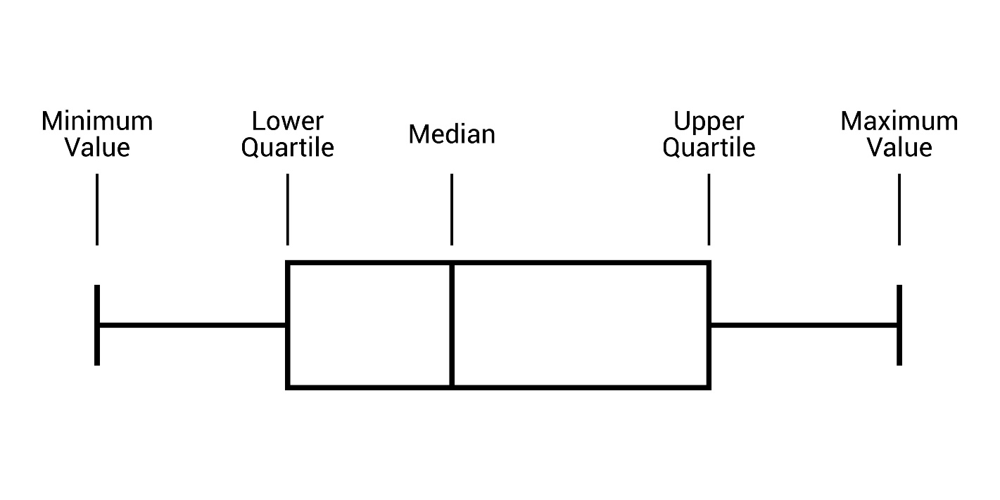 Minimum
Value
Lower
Quartile
Median
Upper
Quartile
Maximum
Value